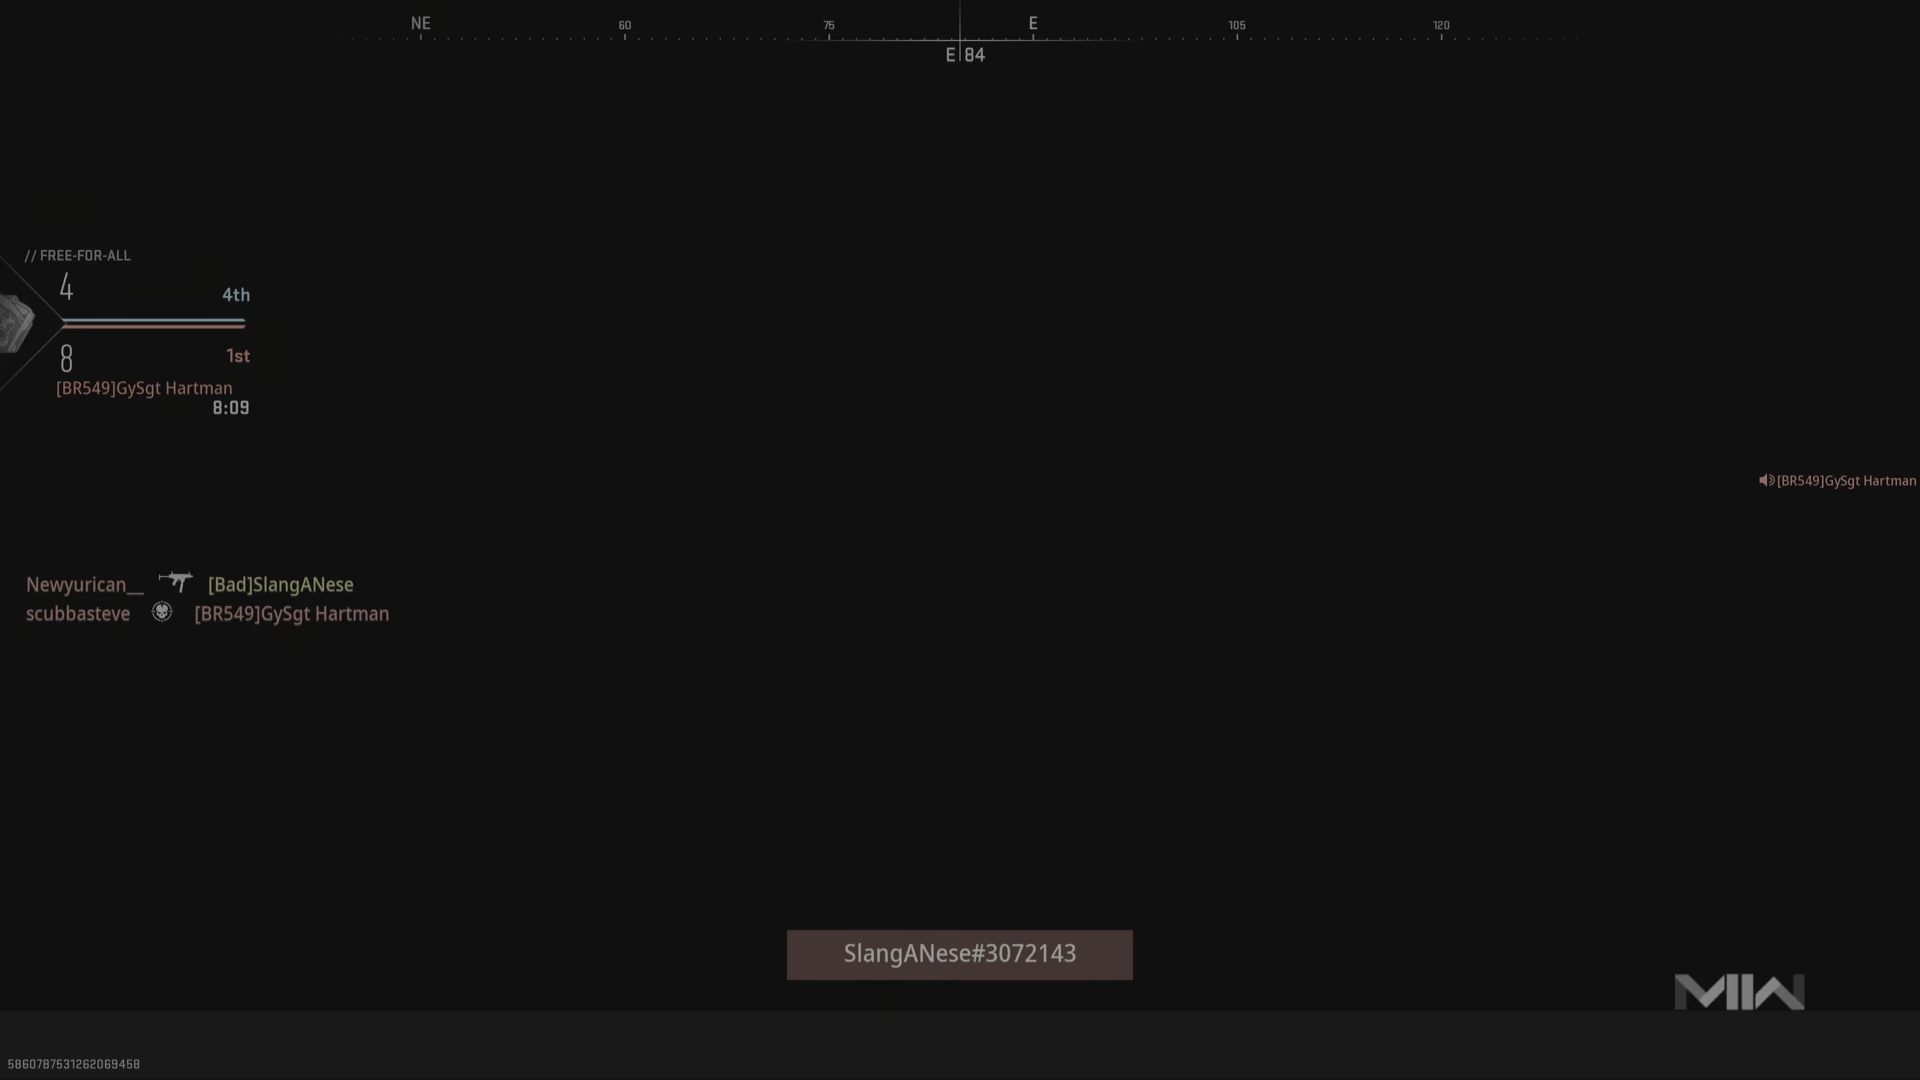 NE 60 75 E 105 120
E 84
// FREE-FOR-ALL
4 4th
8 1st
[BR549]GySgt Hartman
8:09
[BR549]GySgt Hartman
Newyurican__ [Bad]SlangANese
scubbasteve [BR549]GySgt Hartman
SlangANese#3072143
MW
5860787531262069458